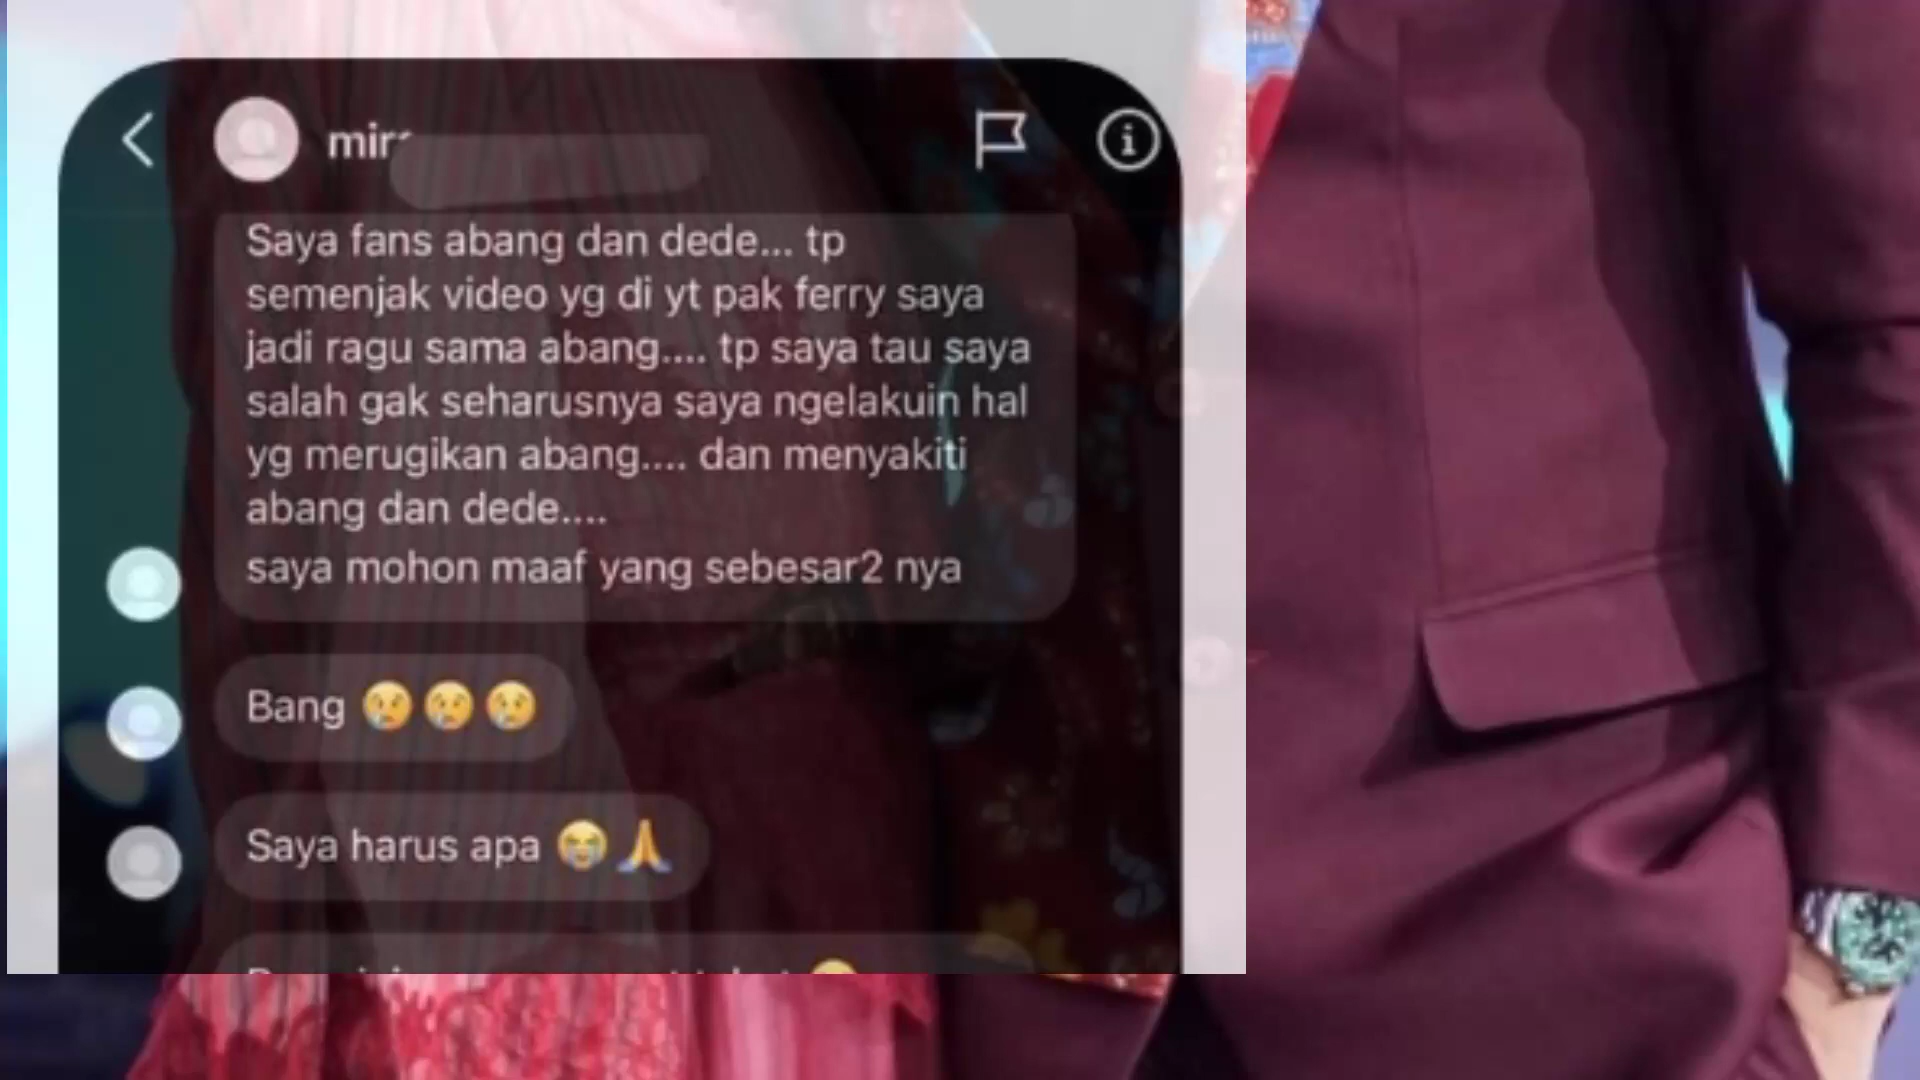 Saya fans abang dan dede... tp
semenjak video yg di yt pak ferry saya
jadi ragu sama abang.... tp saya tau saya
salah gak seharusnya saya ngelakuin hal
yg merugikan abang.... dan menyakiti
abang dan dede....
saya mohon maaf yang sebesar2 nya
Bang 😢😢😢
Saya harus apa 😭🙏